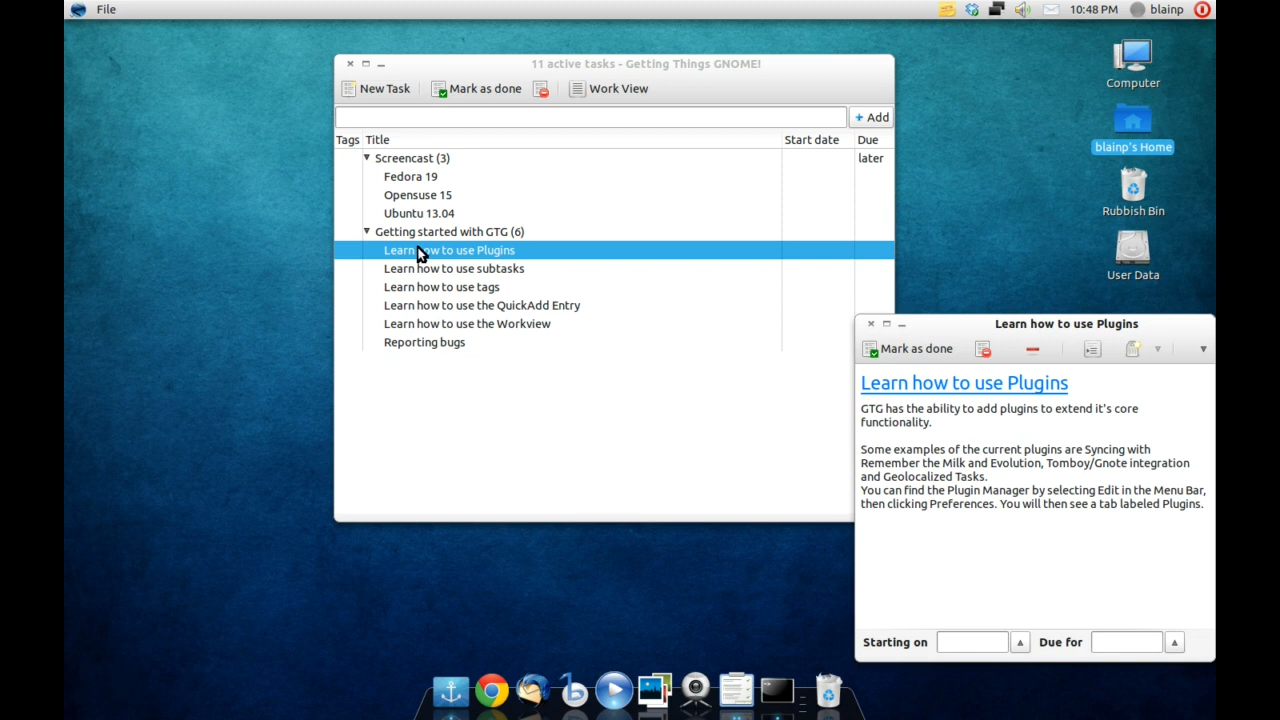 File
10:48 PM
blainp
11 active tasks - Getting Things GNOME!
New Task
Mark as done
Work View
+ Add
Tags Title Start date Due
Screencast (3) later
Fedora 19
Opensuse 15
Ubuntu 13.04
Getting started with GTG (6)
Learn how to use Plugins
Learn how to use subtasks
Learn how to use tags
Learn how to use the QuickAdd Entry
Learn how to use the Workview
Reporting bugs
Computer
blainp's Home
Rubbish Bin
User Data
Learn how to use Plugins
Mark as done
Learn how to use Plugins
GTG has the ability to add plugins to extend it's core
functionality.
Some examples of the current plugins are Syncing with
Remember the Milk and Evolution, Tomboy/Gnote integration
and Geolocalized Tasks.
You can find the Plugin Manager by selecting Edit in the Menu Bar,
then clicking Preferences. You will then see a tab labeled Plugins.
Starting on
Due for